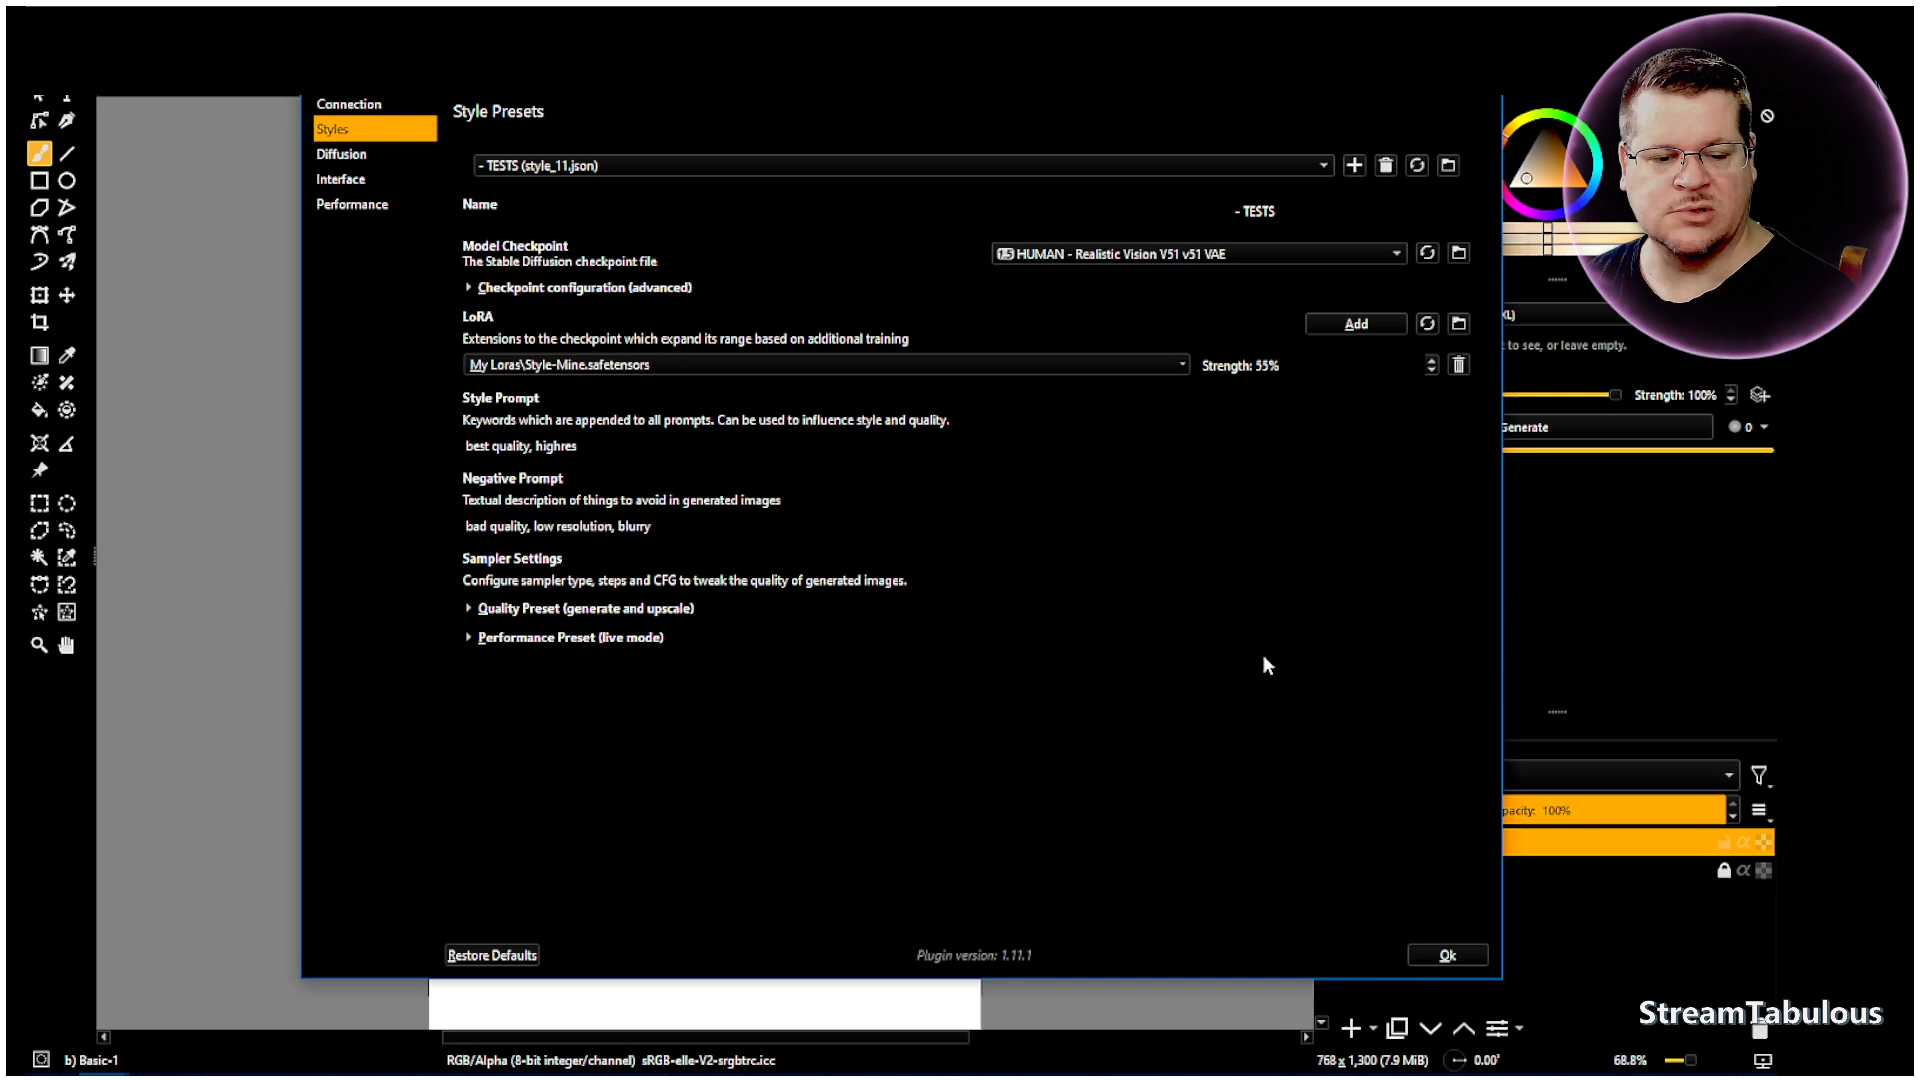 Connection
Styles
Diffusion
Interface
Performance
Style Presets
- TESTS (style_11.json)
Name
- TESTS
Model Checkpoint
The Stable Diffusion checkpoint file
1.5 HUMAN - Realistic Vision V51 v51 VAE
Checkpoint configuration (advanced)
LoRA
Extensions to the checkpoint which expand its range based on additional training
Add
My Loras\Style-Mine.safetensors
Strength: 55%
Style Prompt
Keywords which are appended to all prompts. Can be used to influence style and quality.
best quality, highres
Negative Prompt
Textual description of things to avoid in generated images
bad quality, low resolution, blurry
Sampler Settings
Configure sampler type, steps and CFG to tweak the quality of generated images.
Quality Preset (generate and upscale)
Performance Preset (live mode)
Restore Defaults
Plugin version: 1.11.1
Ok
XL)
t to see, or leave empty.
Strength: 100%
Generate
0
pacity: 100%
StreamTabulous
b) Basic-1
RGB/Alpha (8-bit integer/channel) sRGB-elle-V2-srgbtrc.icc
768 x 1,300 (7.9 MiB)
0.00°
68.8%